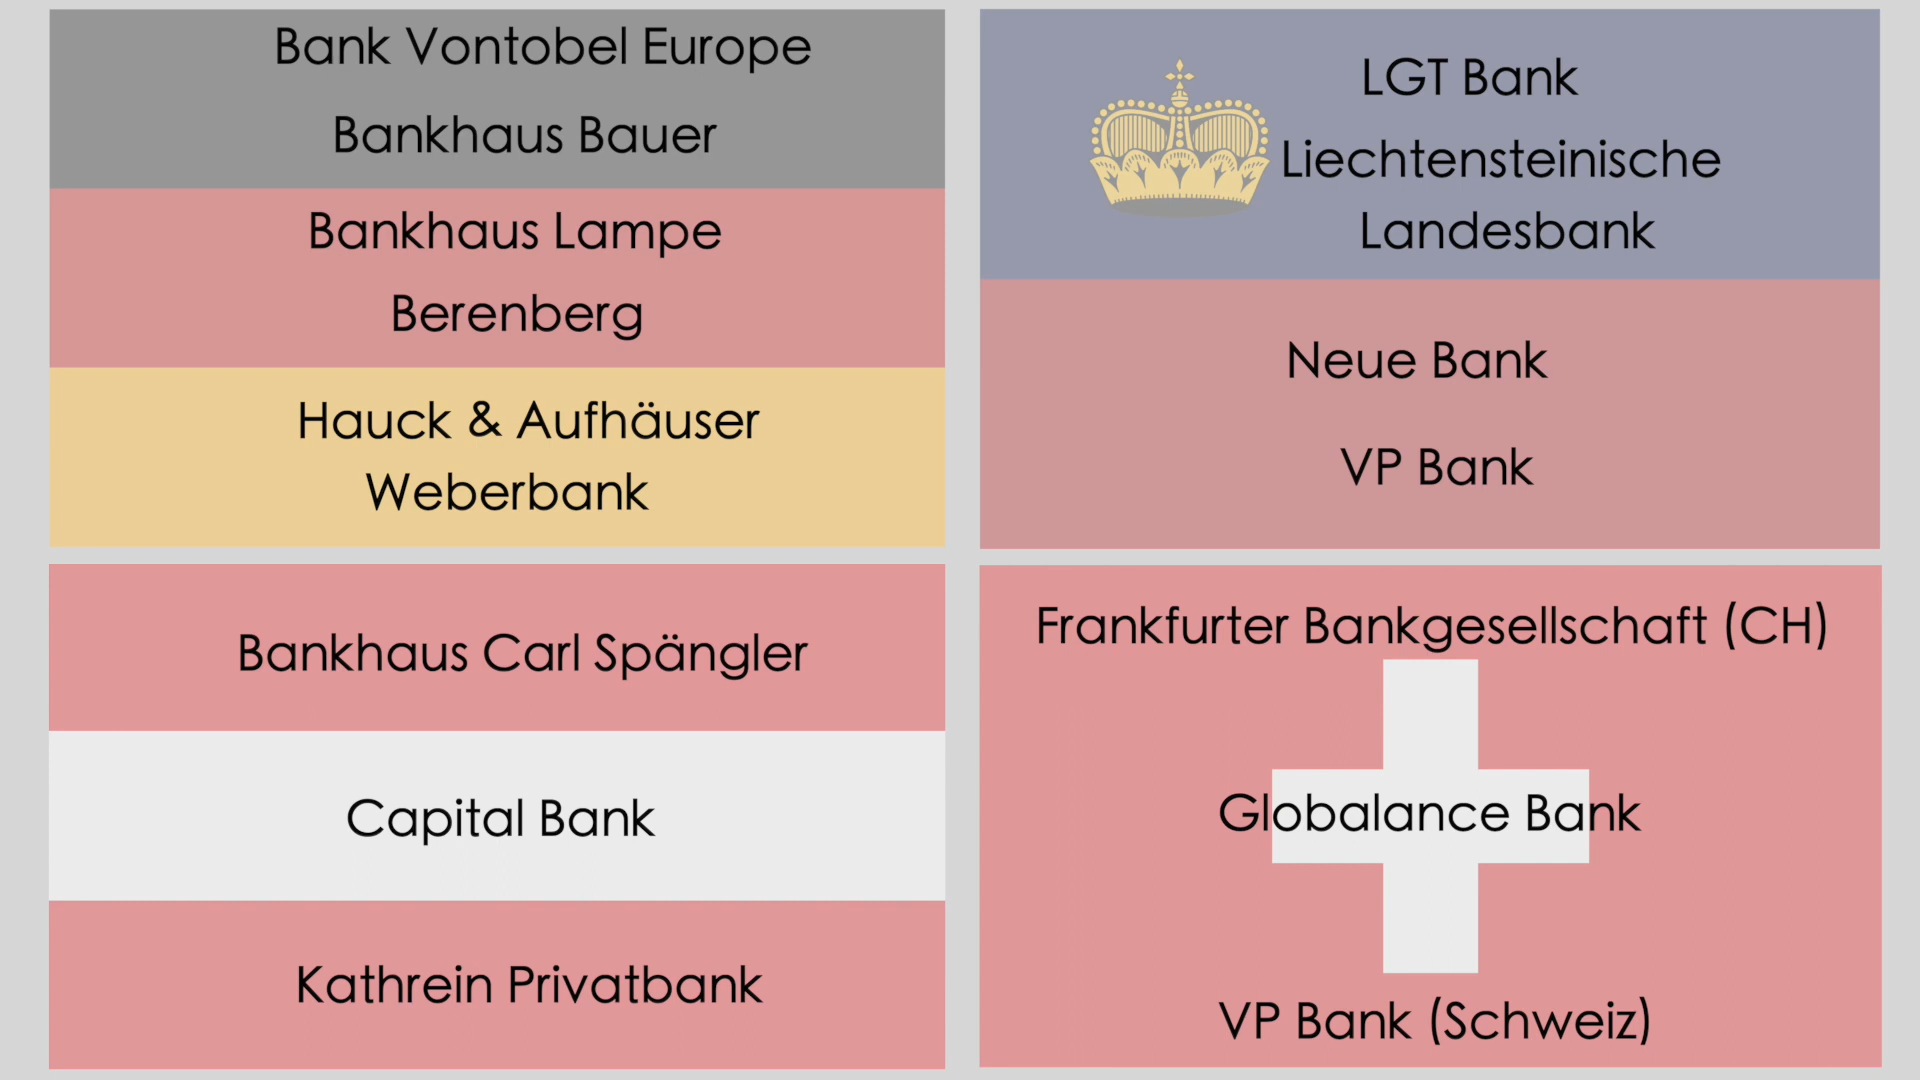 Bank Vontobel Europe
Bankhaus Bauer
Bankhaus Lampe
Berenberg
Hauck & Aufhäuser
Weberbank
LGT Bank
Liechtensteinische
Landesbank
Neue Bank
VP Bank
Bankhaus Carl Spängler
Capital Bank
Kathrein Privatbank
Frankfurter Bankgesellschaft (CH)
Globalance Bank
VP Bank (Schweiz)